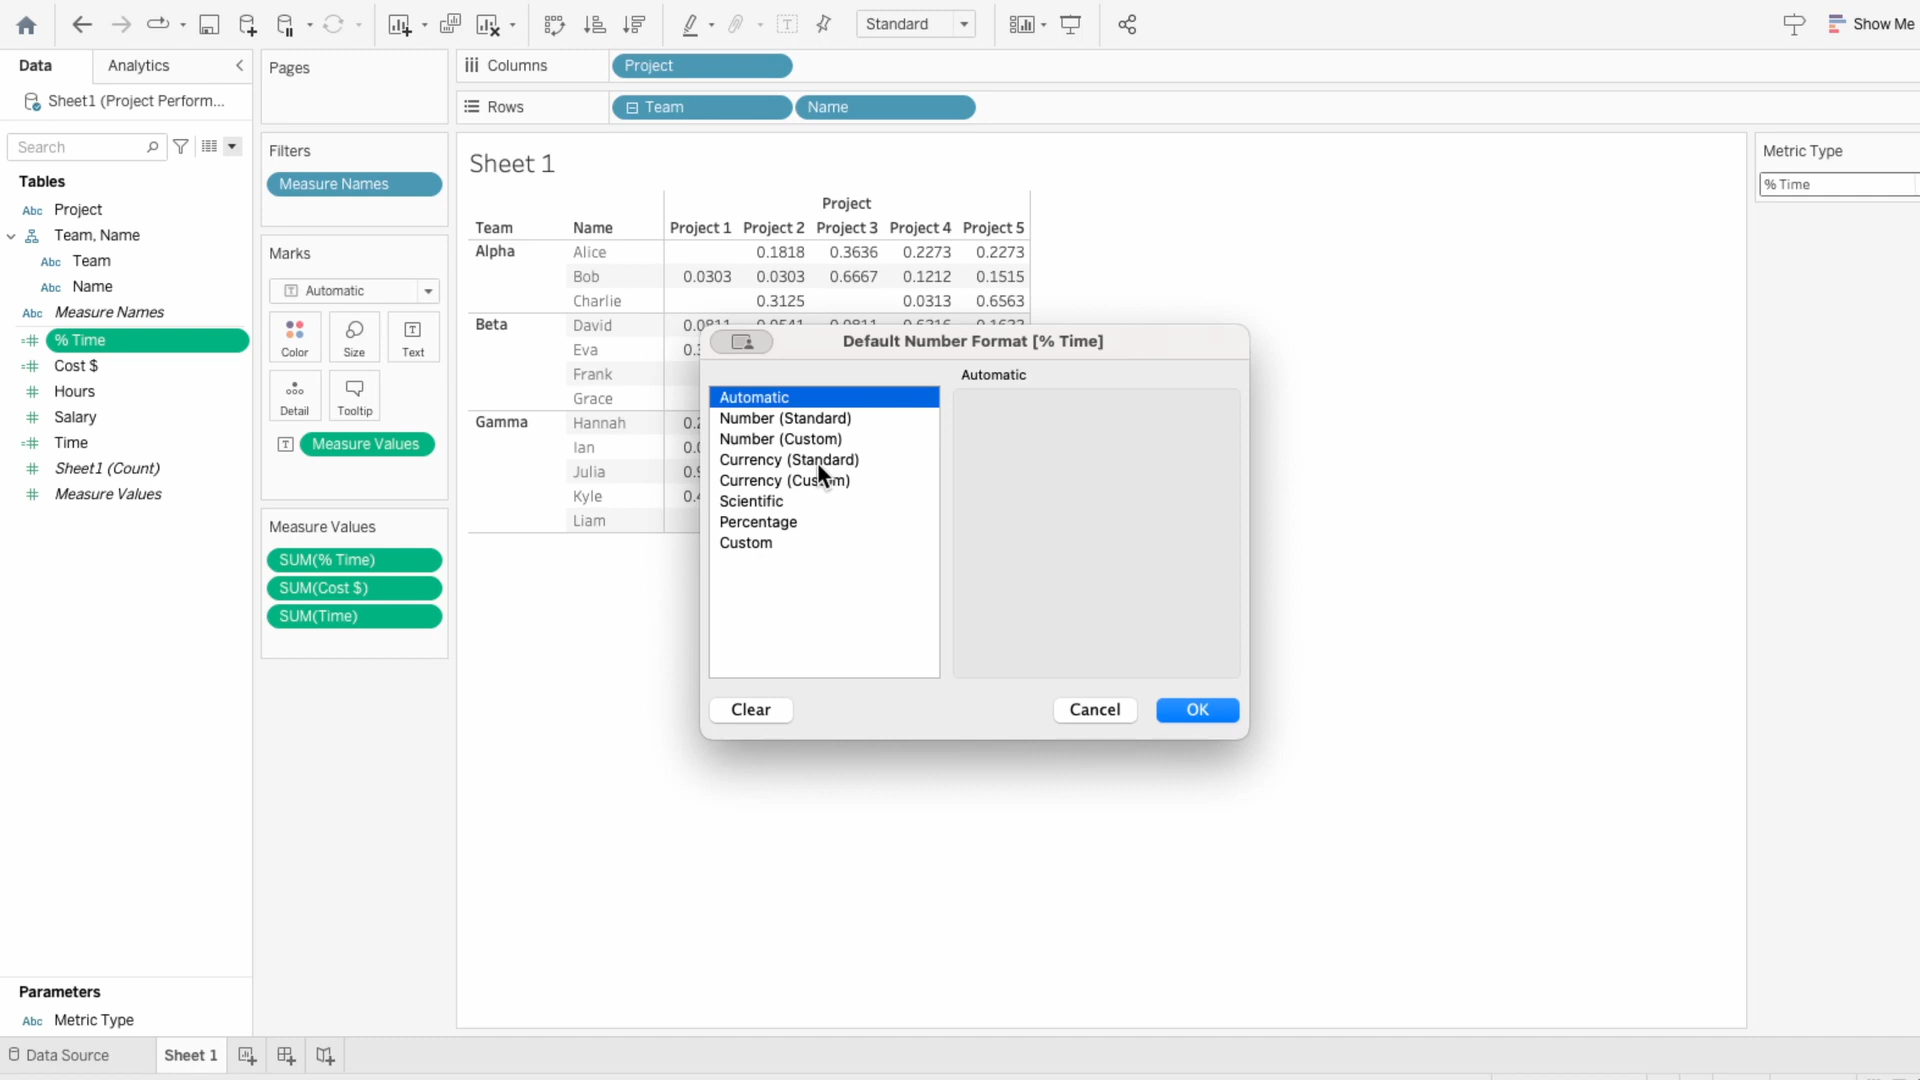 Standard
Show Me
Data
Analytics
Sheet1 (Project Perform...
Search
Tables
Abc Project
Team, Name
Abc Team
Abc Name
Abc Measure Names
% Time
Cost $
Hours
Salary
Time
Sheet1 (Count)
Measure Values
Parameters
Abc Metric Type
Pages
Filters
Measure Names
Marks
Automatic
Color Size Text
Detail Tooltip
Measure Values
Measure Values
SUM(% Time)
SUM(Cost $)
SUM(Time)
Columns Project
Rows Team Name
Sheet 1
Project
Team Name Project 1 Project 2 Project 3 Project 4 Project 5
Alpha Alice 0.1818 0.3636 0.2273 0.2273
Bob 0.0303 0.0303 0.6667 0.1212 0.1515
Charlie 0.3125 0.0313 0.6563
Beta David
Eva
Frank
Grace
Gamma Hannah
Ian
Julia
Kyle
Liam
Default Number Format [% Time]
Automatic
Automatic
Number (Standard)
Number (Custom)
Currency (Standard)
Currency (Custom)
Scientific
Percentage
Custom
Clear Cancel OK
Metric Type
% Time
Data Source Sheet 1